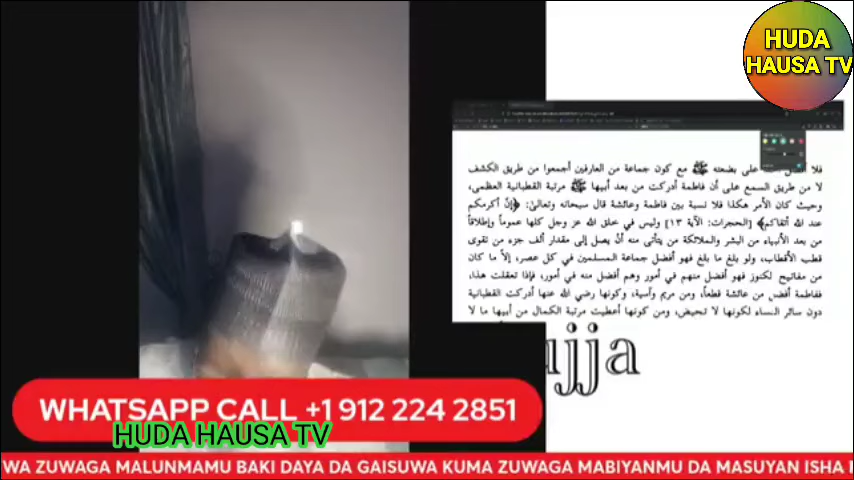 HUDA
HAUSA TV
على بضعته ﷺ مع كون جماعة من العارفين أجمعوا من طريق الكشف
لا من طريق السمع على أن فاطمة أدركت من بعد أبيها ﷺ مرتبة القطبانية العظمى،
وحيث كان الأمر هكذا فلا نسبة بين فاطمة وعائشة قال سبحانه وتعالى: ﴿إِنَّ أكرمكم
عند الله أتقاكم﴾ [الحجرات: الآية ١٣] وليس في خلق الله عز وجل كلها عموماً وإطلاقاً
من بعد الأنبياء من البشر والملائكة من يتأتى منه أن يصل إلى مقدار ألف جزء من تقوى
قطب الأقطاب، ولو بلغ ما بلغ فهو أفضل جماعة المسلمين في كل عصر، إلاّ ما كان
من مفاتيح لكنوز فهو أفضل منهم في أمور وهم أفضل منه في أمور، فإذا تعقلت هذا،
ففاطمة أفضل من عائشة قطعاً، ومن مريم وآسية، وكونها رضي الله عنها أدركت القطبانية
دون سائر النساء لكونها لا تحيض، ومن كونها أعطيت مرتبة الكمال من أبيها ما لا
ujja
WHATSAPP CALL +1 912 224 2851
HUDA HAUSA TV
WA ZUWAGA MALUNMAMU BAKI DAYA DA GAISUWA KUMA ZUWAGA MABIYANMU DA MASUYAN ISHA